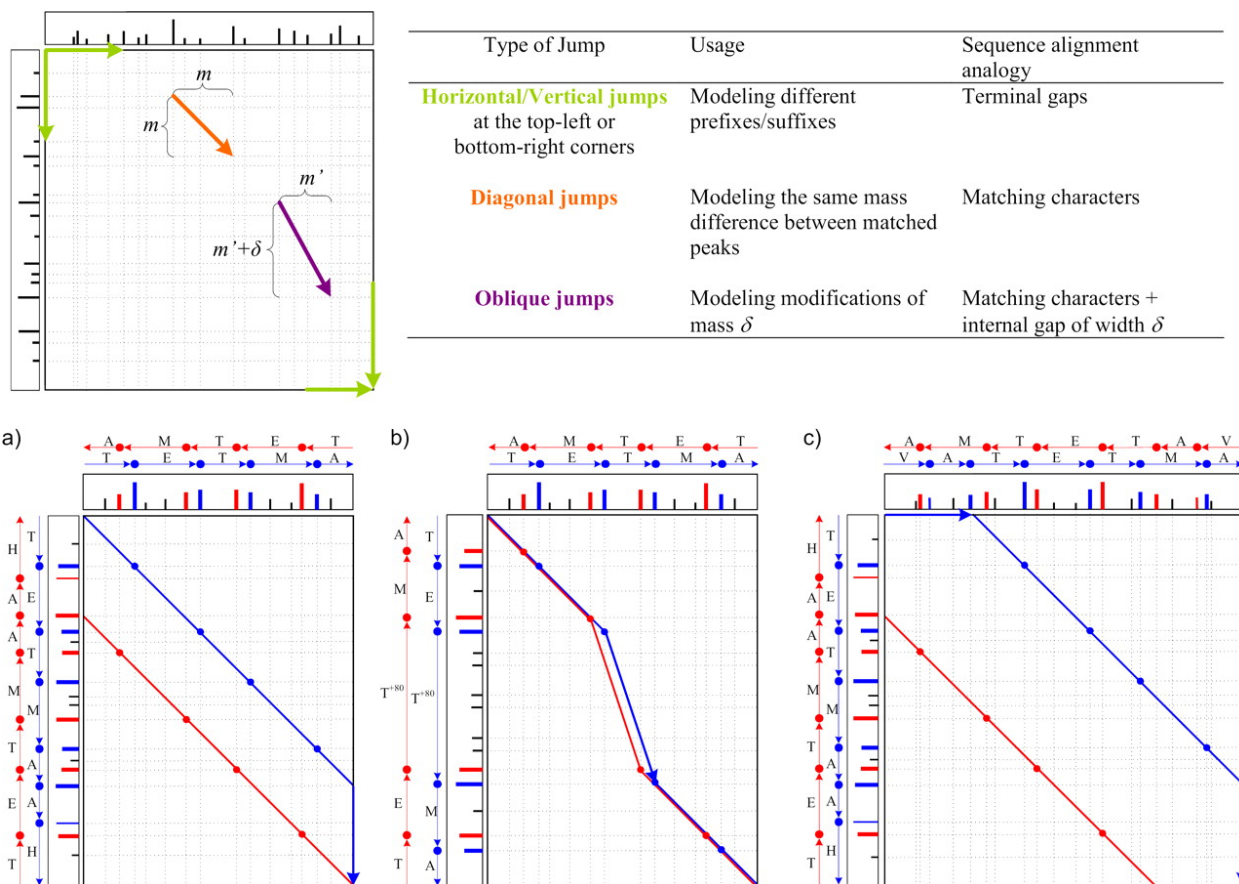 m
m
m’
m’+δ
Type of Jump Usage Sequence alignment
analogy
Horizontal/Vertical jumps Modeling different Terminal gaps
at the top-left or prefixes/suffixes
bottom-right corners
Diagonal jumps Modeling the same mass Matching characters
difference between matched
peaks
Oblique jumps Modeling modifications of Matching characters +
mass δ internal gap of width δ
a)
A M T E T
T E T M A
H A A M T E T
T E T M A A H
b)
A M T E T
T E T M A
A M T+80 E T
T E T+80 M A
c)
A M T E T A V
V A T E T M A
H A A M T E T
T E T M A A H